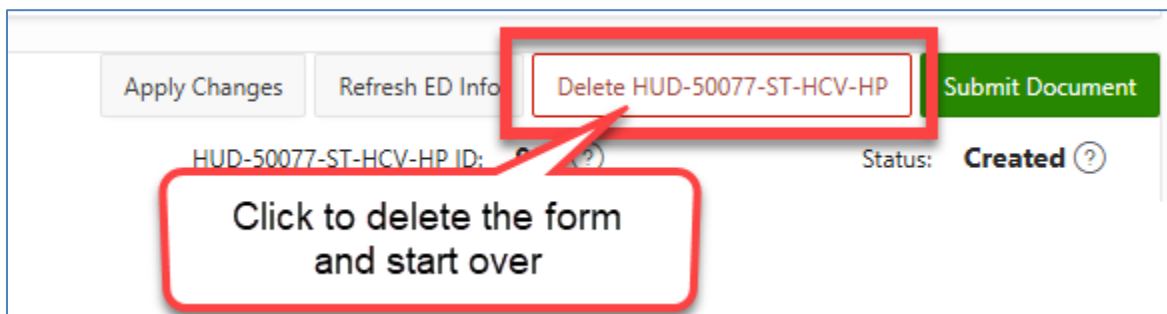 Apply Changes Refresh ED Info Delete HUD-50077-ST-HCV-HP Submit Document
HUD-50077-ST-HCV-HP ID: Status: Created ?
Click to delete the form
and start over